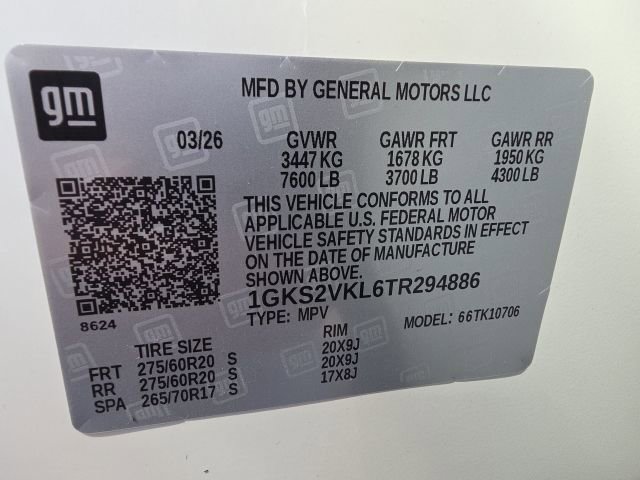 gm
MFD BY GENERAL MOTORS LLC
03/26 GVWR GAWR FRT GAWR RR
3447 KG 1678 KG 1950 KG
7600 LB 3700 LB 4300 LB
THIS VEHICLE CONFORMS TO ALL
APPLICABLE U.S. FEDERAL MOTOR
VEHICLE SAFETY STANDARDS IN EFFECT
ON THE DATE OF MANUFACTURE
SHOWN ABOVE.
1GKS2VKL6TR294886
8624
TYPE: MPV MODEL: 66TK10706
TIRE SIZE RIM
FRT 275/60R20 S 20X9J
RR 275/60R20 S 20X9J
SPA 265/70R17 S 17X8J